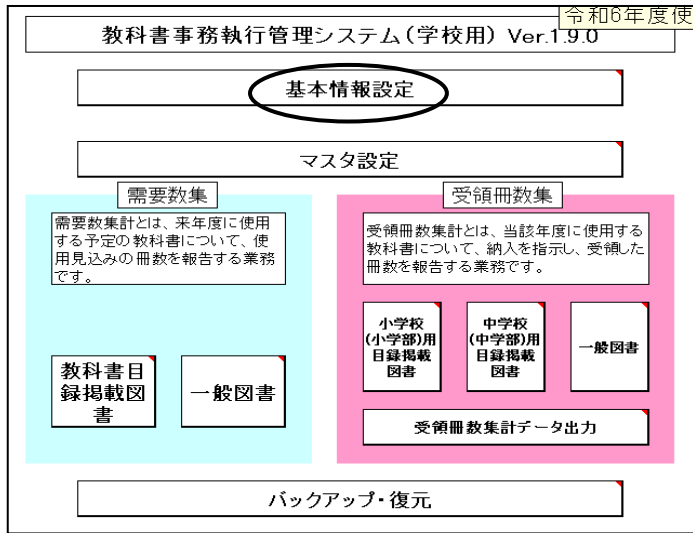 令和6年度使
教科書事務執行管理システム(学校用) Ver.1.9.0
基本情報設定
マスタ設定
需要数集
需要数集計とは、来年度に使用
する予定の教科書について、使
用見込みの冊数を報告する業務
です。
教科書目
録掲載図
書
一般図書
受領冊数集
受領冊数集計とは、当該年度に使用する
教科書について、納入を指示し、受領した
冊数を報告する業務です。
小学校
(小学部)用
目録掲載
図書
中学校
(中学部)用
目録掲載
図書
一般図書
受領冊数集計データ出力
バックアップ・復元